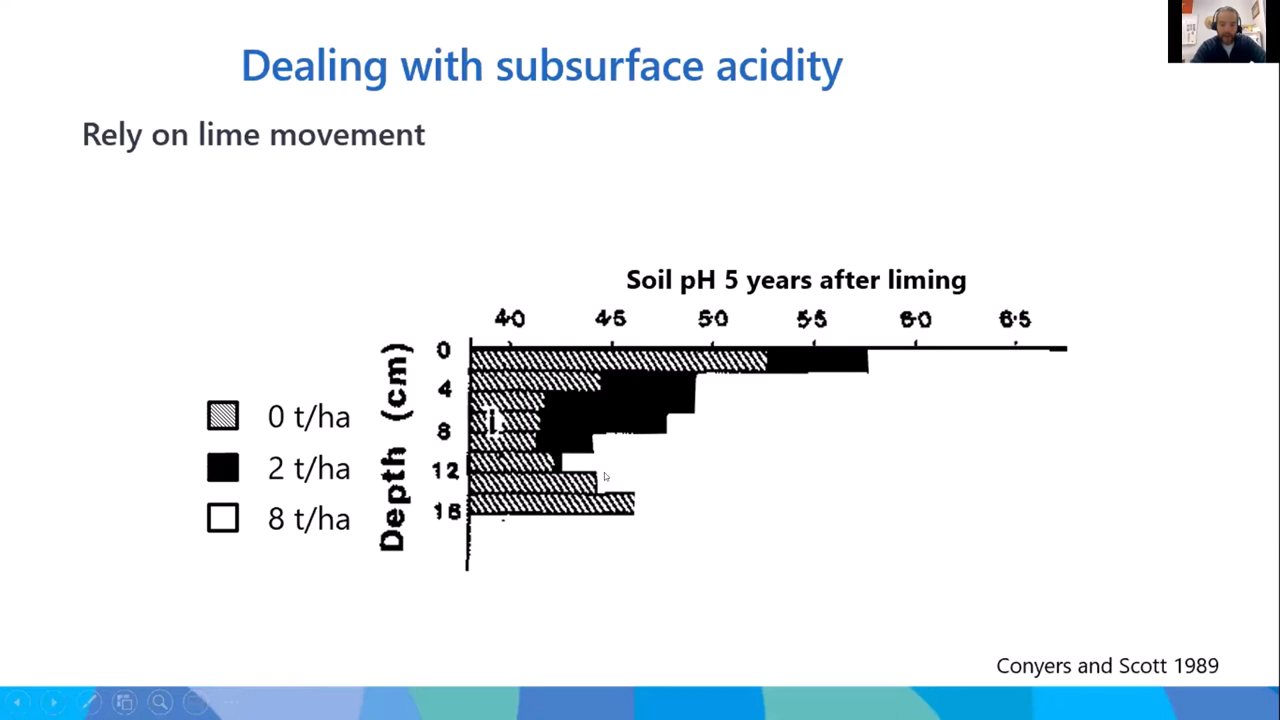 Dealing with subsurface acidity
Rely on lime movement
Soil pH 5 years after liming
4·0 4·5 5·0 5·5 6·0 6·5
Depth (cm)
0
4
8
12
16
0 t/ha
2 t/ha
8 t/ha
Conyers and Scott 1989